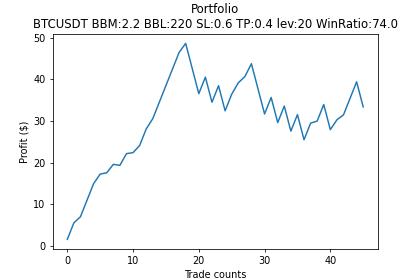 Portfolio
BTCUSDT BBM:2.2 BBL:220 SL:0.6 TP:0.4 lev:20 WinRatio:74.0
50
40
30
20
10
0
Profit ($)
0 10 20 30 40
Trade counts